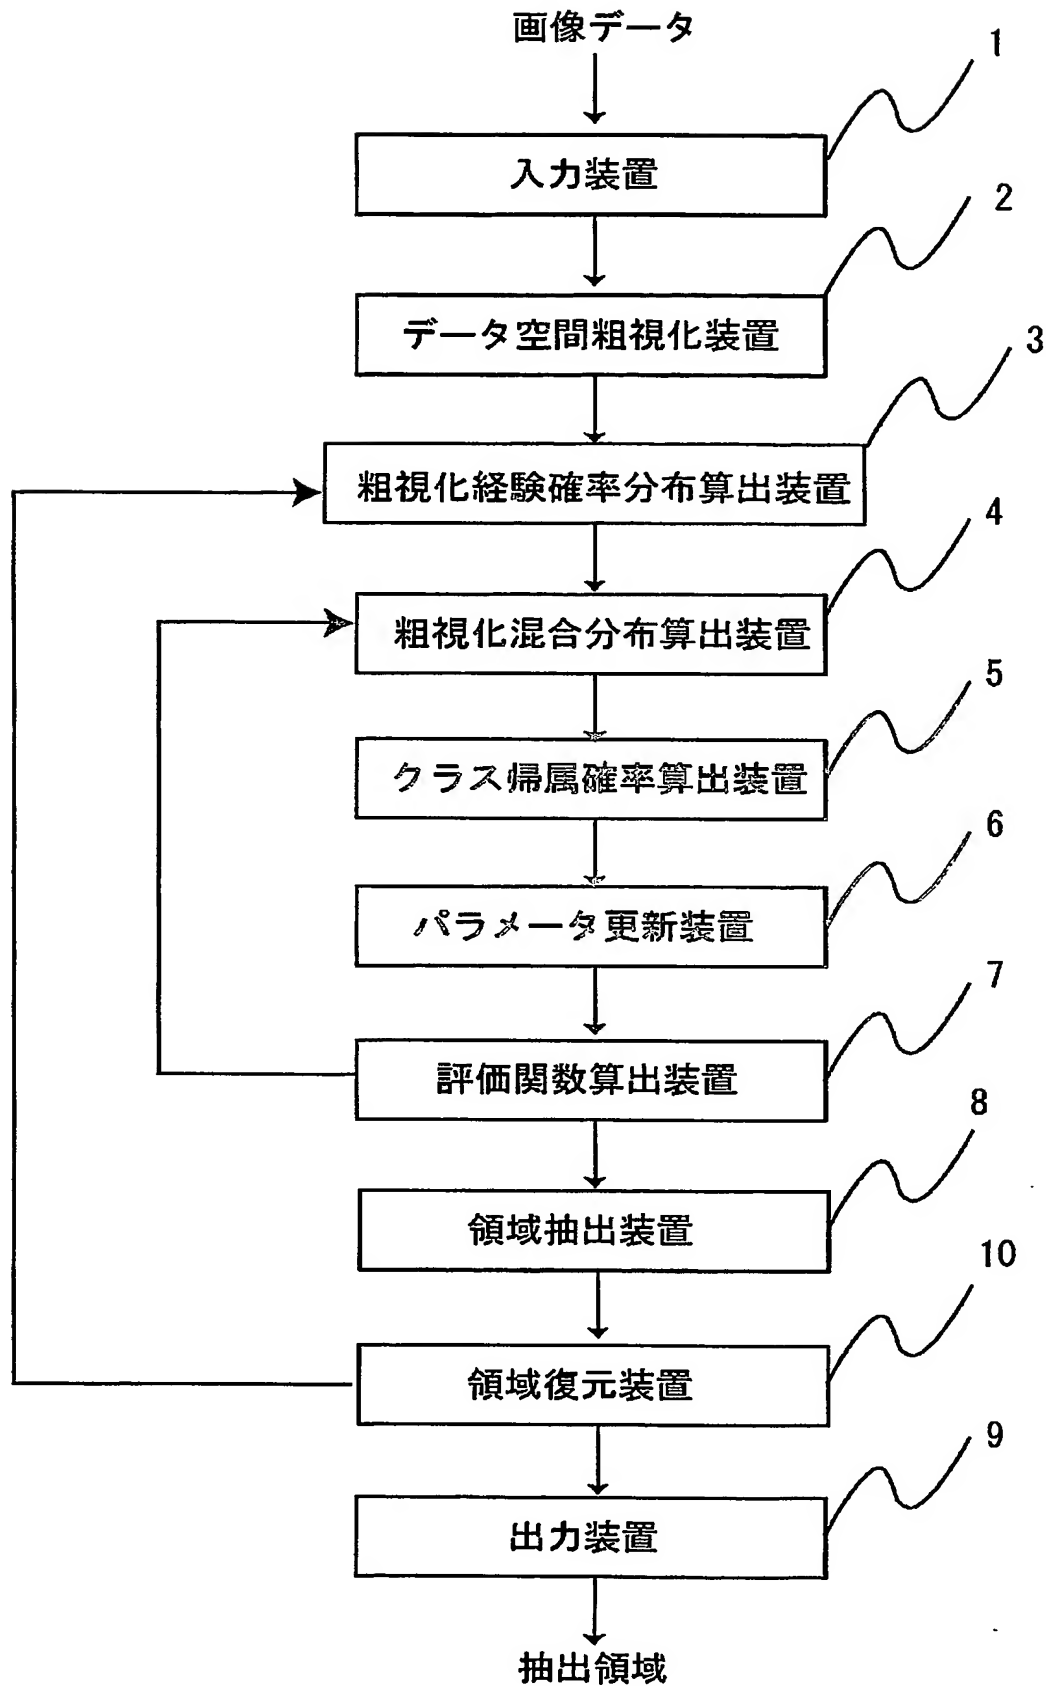 画像データ
1
入力装置
2
データ空間粗視化装置
3
粗視化経験確率分布算出装置
4
粗視化混合分布算出装置
5
クラス帰属確率算出装置
6
パラメータ更新装置
7
評価関数算出装置
8
領域抽出装置
10
領域復元装置
9
出力装置
抽出領域